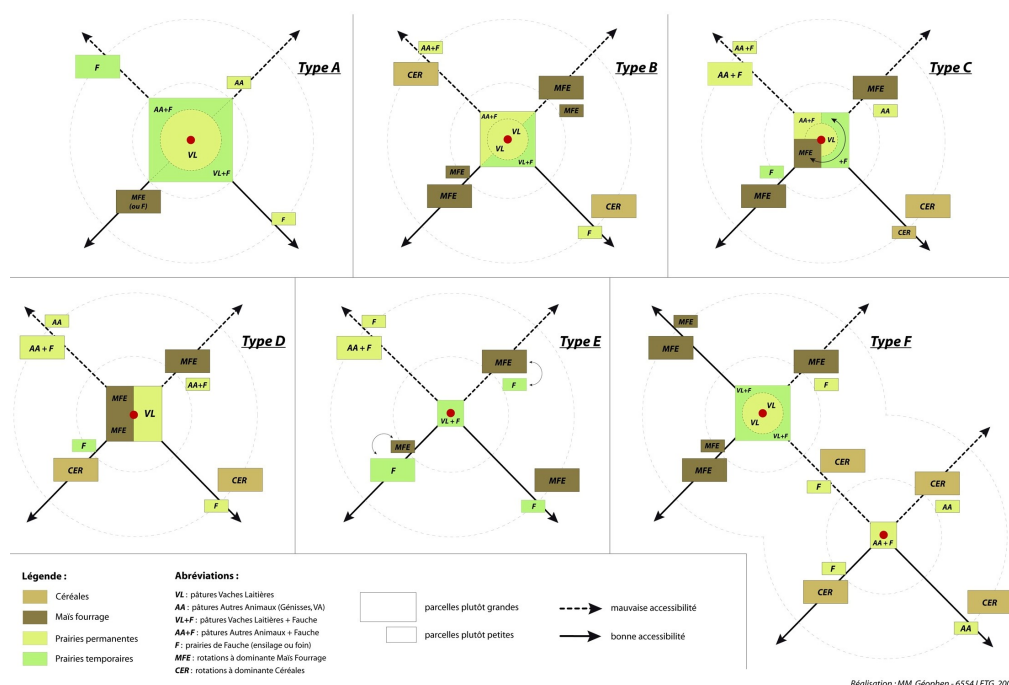 Type A
F
AA
AA+F
VL
VL+F
MFE
(ou F)
F
Type B
AA+F
CER
MFE
MFE
AA+F
VL
VL
VL+F
MFE
MFE
CER
F
Type C
AA+F
AA + F
MFE
AA
AA+F
VL
MFE
+F
F
MFE
CER
CER
Type D
AA
AA + F
MFE
AA+F
MFE
VL
MFE
F
CER
CER
F
Type E
F
AA + F
MFE
F
VL + F
MFE
F
MFE
F
Type F
MFE
MFE
MFE
F
VL+F
VL
VL
VL+F
MFE
MFE
CER
F
CER
AA
AA + F
F
CER
CER
AA
Légende :
Céréales
Maïs fourrage
Prairies permanentes
Prairies temporaires
Abréviations :
VL : pâtures Vaches Laitières
AA : pâtures Autres Animaux (Génisses, VA)
VL+F : pâtures Vaches Laitières + Fauche
AA+F : pâtures Autres Animaux + Fauche
F : prairies de Fauche (ensilage ou foin)
MFE : rotations à dominante Maïs Fourrage
CER : rotations à dominante Céréales
parcelles plutôt grandes
parcelles plutôt petites
mauvaise accessibilité
bonne accessibilité
Réalisation : MM, Géophen - 6554 LETG, 200